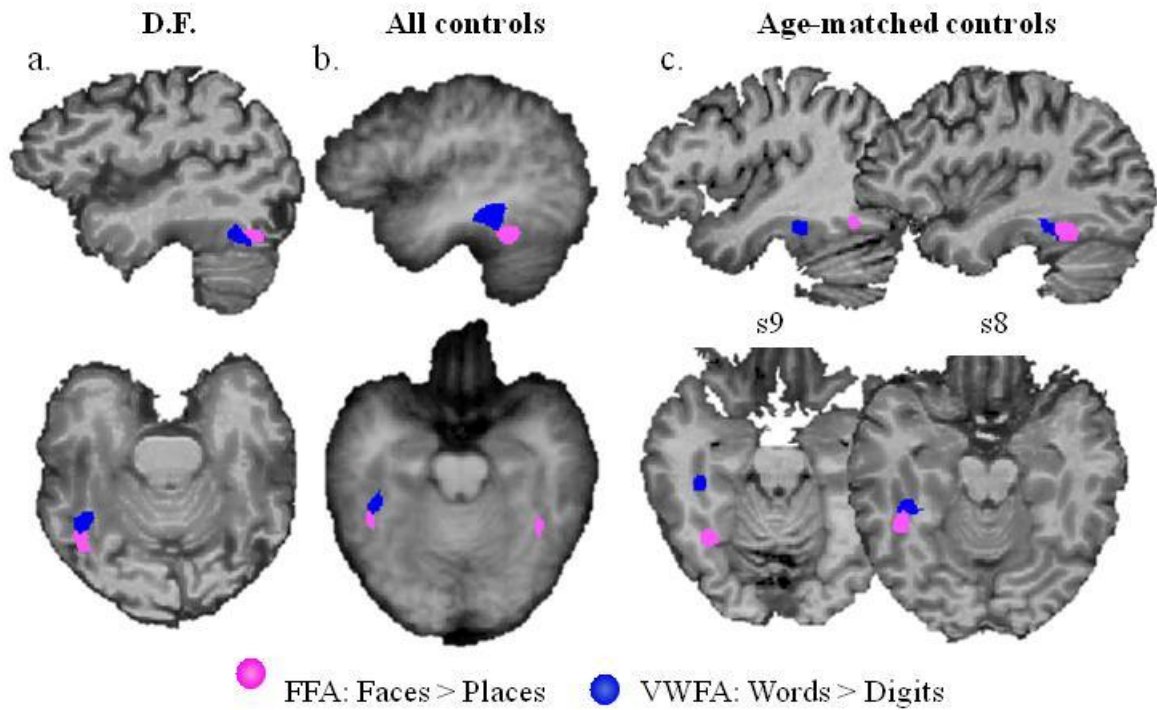 D.F. All controls Age-matched controls
a. b. c.
s9 s8
FFA: Faces > Places VWFA: Words > Digits